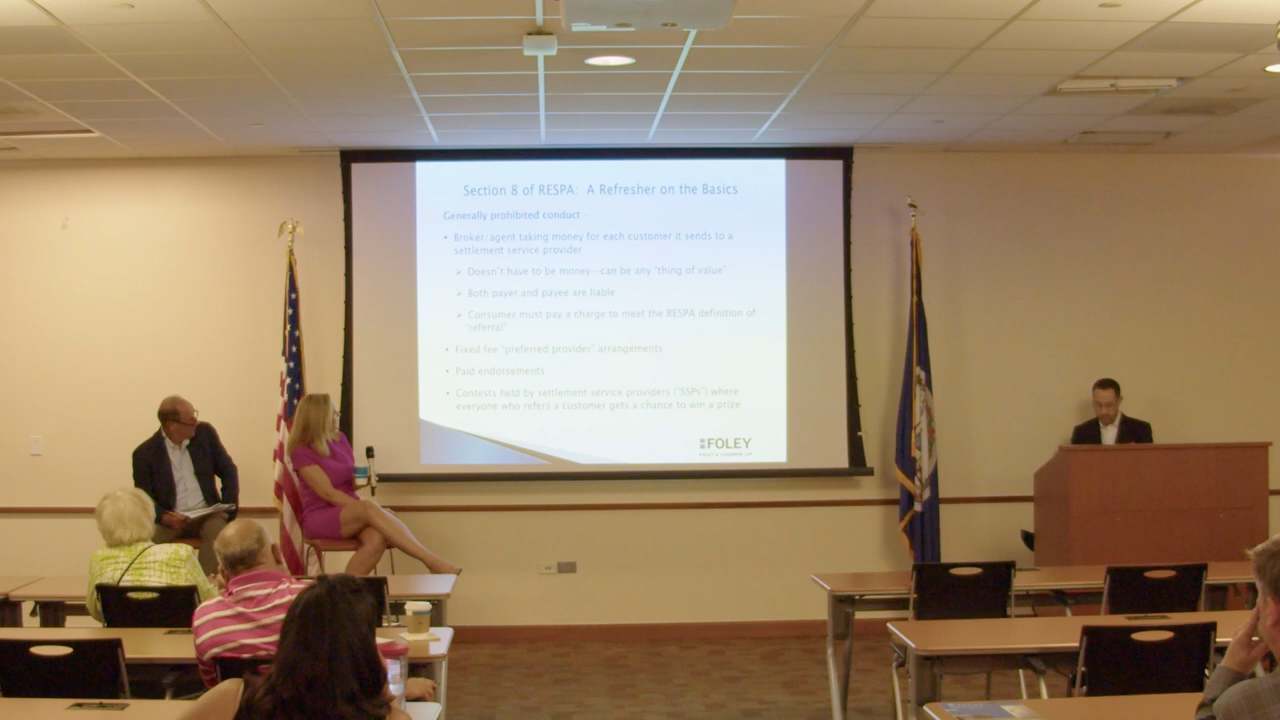 Section 8 of RESPA: A Refresher on the Basics
Generally prohibited conduct –
• Broker/agent taking money for each customer it sends to a
settlement service provider
➢ Doesn't have to be money--can be any "thing of value"
➢ Both payer and payee are liable
➢ Consumer must pay a charge to meet the RESPA definition of
"referral"
• Fixed fee "preferred provider" arrangements
• Paid endorsements
• Contests held by settlement service providers ("SSPs") where
everyone who refers a customer gets a chance to win a prize
FOLEY
FOLEY & LARDNER LLP